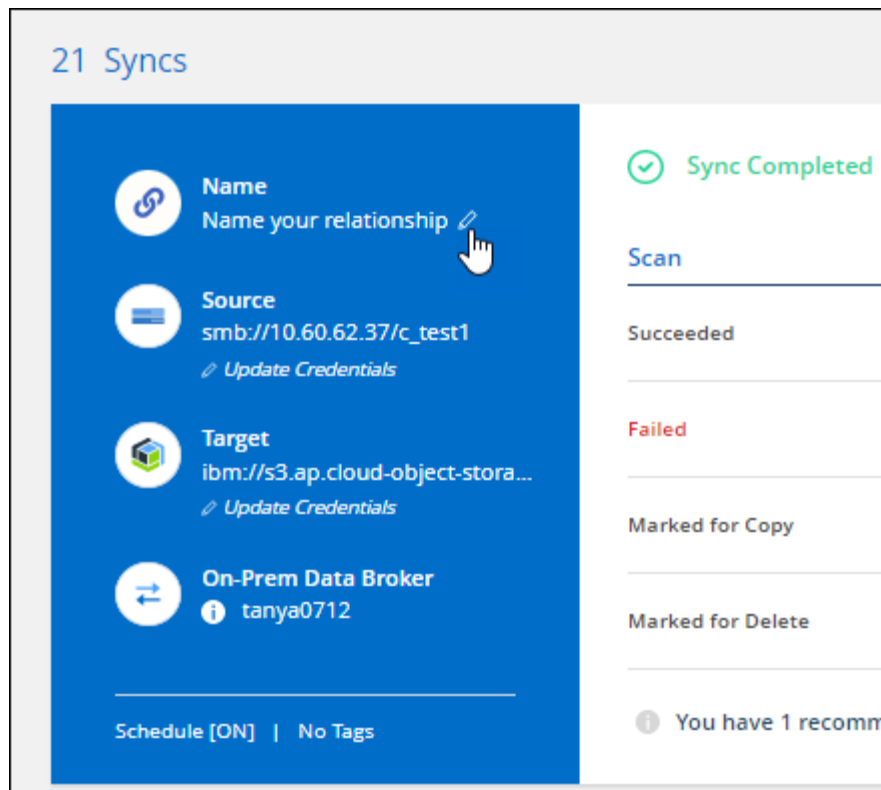 21 Syncs
Name
Name your relationship
Source
smb://10.60.62.37/c_test1
Update Credentials
Target
ibm://s3.ap.cloud-object-stora...
Update Credentials
On-Prem Data Broker
tanya0712
Schedule [ON] | No Tags
Sync Completed
Scan
Succeeded
Failed
Marked for Copy
Marked for Delete
You have 1